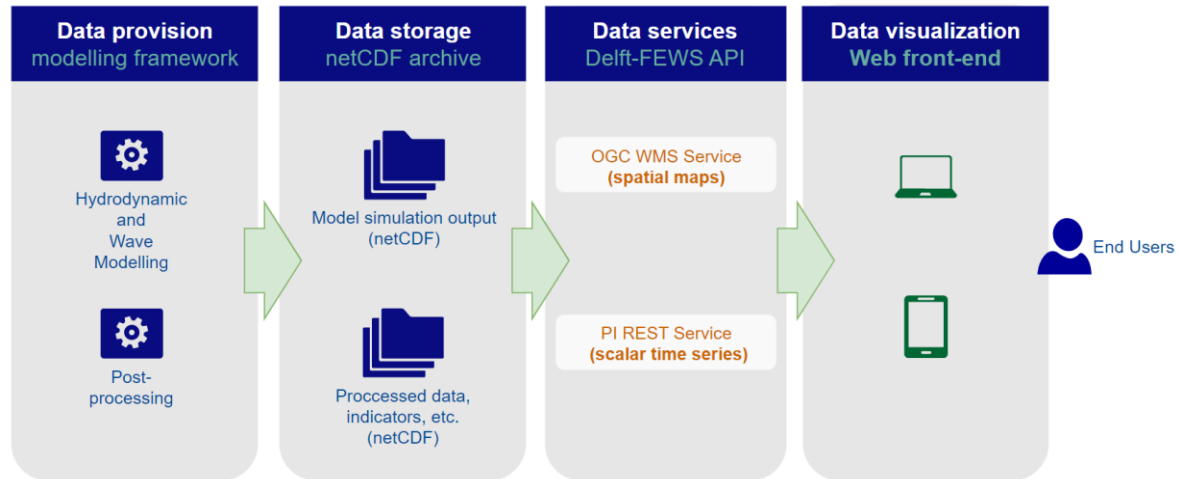 Data provision
modelling framework
Data storage
netCDF archive
Data services
Delft-FEWS API
Data visualization
Web front-end
Hydrodynamic
and
Wave
Modelling
Post-
processing
Model simulation output
(netCDF)
Proccessed data,
indicators, etc.
(netCDF)
OGC WMS Service
(spatial maps)
PI REST Service
(scalar time series)
End Users